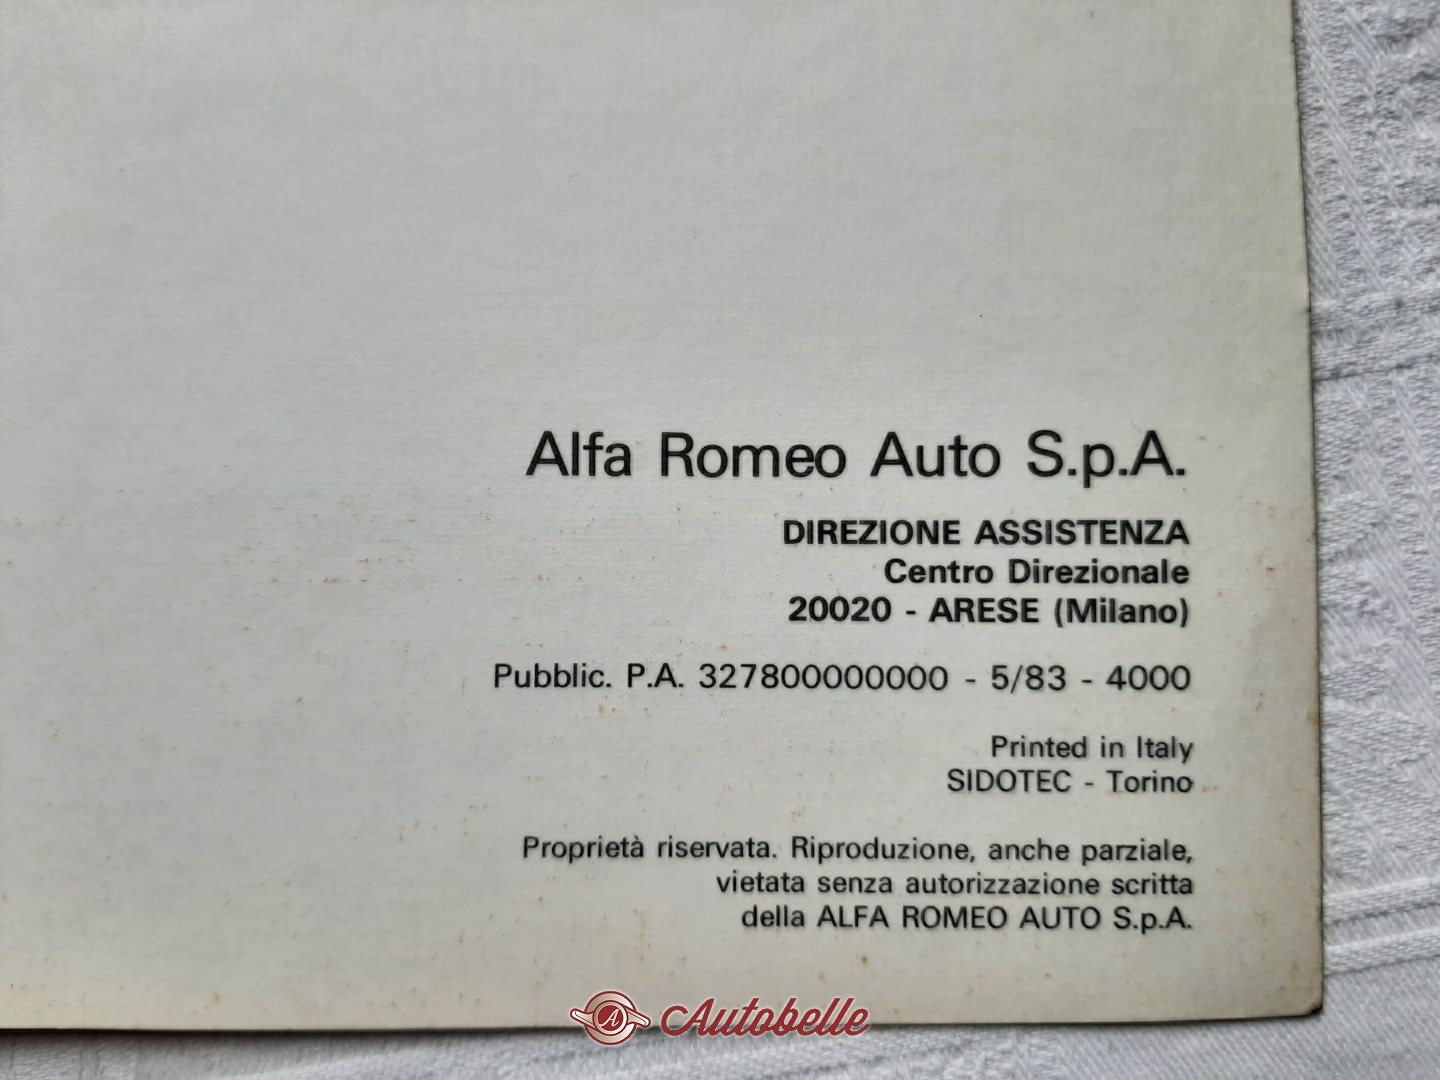 Alfa Romeo Auto S.p.A.
DIREZIONE ASSISTENZA
Centro Direzionale
20020 - ARESE (Milano)
Pubblic. P.A. 327800000000 - 5/83 - 4000
Printed in Italy
SIDOTEC - Torino
Proprietà riservata. Riproduzione, anche parziale,
vietata senza autorizzazione scritta
della ALFA ROMEO AUTO S.p.A.
A Autobelle